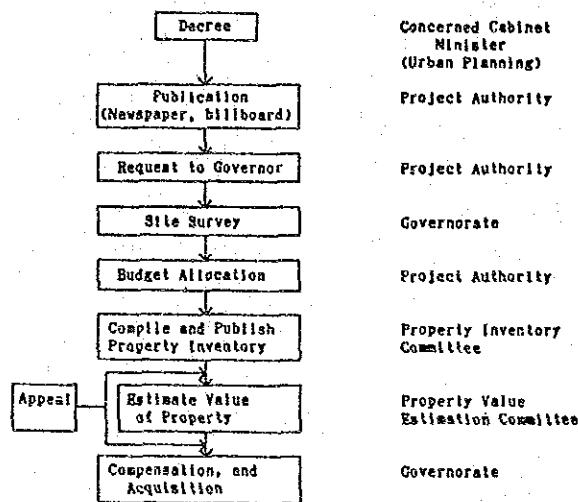 Decree
Concerned Cabinet
Minister
(Urban Planning)
Publication
(Newspaper, billboard)
Project Authority
Request to Governor
Project Authority
Site Survey
Governorate
Budget Allocation
Project Authority
Compile and Publish
Property Inventory
Property Inventory
Committee
Appeal
Estimate Value
of Property
Property Value
Estimation Committee
Compensation, and
Acquisition
Governorate